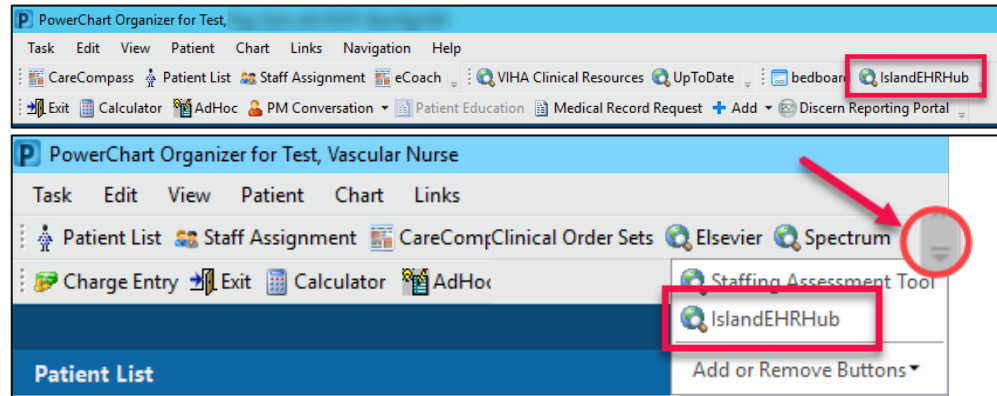 PowerChart Organizer for Test,
Task Edit View Patient Chart Links Navigation Help
CareCompass Patient List Staff Assignment eCoach VIHA Clinical Resources UpToDate bedboard IslandEHRHub
Exit Calculator AdHoc PM Conversation Patient Education Medical Record Request Add Discern Reporting Portal
PowerChart Organizer for Test, Vascular Nurse
Task Edit View Patient Chart Links
Patient List Staff Assignment CareComp Clinical Order Sets Elsevier Spectrum
Charge Entry Exit Calculator AdHoc
Staffing Assessment Tool
IslandEHRHub
Patient List
Add or Remove Buttons